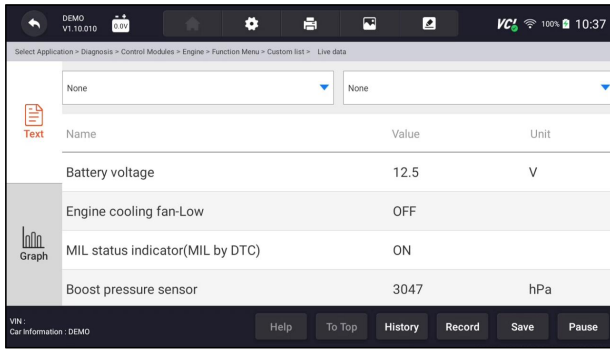 DEMO
V1.10.010
0.0V
VCI
100%
10:37
Select Application > Diagnosis > Control Modules > Engine > Function Menu > Custom list > Live data
None
None
Text
Name Value Unit
Battery voltage 12.5 V
Engine cooling fan-Low OFF
Graph
MIL status indicator(MIL by DTC) ON
Boost pressure sensor 3047 hPa
VIN :
Car Information : DEMO
Help To Top History Record Save Pause